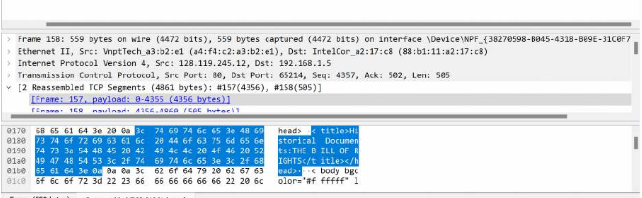 Frame 158: 559 bytes on wire (4472 bits), 559 bytes captured (4472 bits) on interface \Device\NPF_{38270598-B045-4318-B09E-31C0F7
Ethernet II, Src: VnptTech_a3:b2:e1 (a4:f4:c2:a3:b2:e1), Dst: IntelCor_a2:17:c8 (88:b1:11:a2:17:c8)
Internet Protocol Version 4, Src: 128.119.245.12, Dst: 192.168.1.5
Transmission Control Protocol, Src Port: 80, Dst Port: 65214, Seq: 4357, Ack: 502, Len: 505
[2 Reassembled TCP Segments (4861 bytes): #157(4356), #158(505)]
[Frame: 157, payload: 0-4355 (4356 bytes)]
[Frame: 158, payload: 4356-4860 (505 bytes)]
0170 68 65 61 64 3e 20 0a 3c 74 69 74 6c 65 3e 48 69 head> ·< title>Hi
0180 73 74 6f 72 69 63 61 6c 20 44 6f 63 75 6d 65 6e storical Documen
0190 74 73 3a 54 48 45 20 42 49 4c 4c 20 4f 46 20 52 ts:THE B ILL OF R
01a0 49 47 48 54 53 3c 2f 74 69 74 6c 65 3e 3c 2f 68 IGHTS</t itle></h
01b0 65 61 64 3e 0a 0a 0a 3c 62 6f 64 79 20 62 67 63 ead>···< body bgc
01c0 6f 6c 6f 72 3d 22 23 66 66 66 66 66 66 22 20 6c olor="#f fffff" l